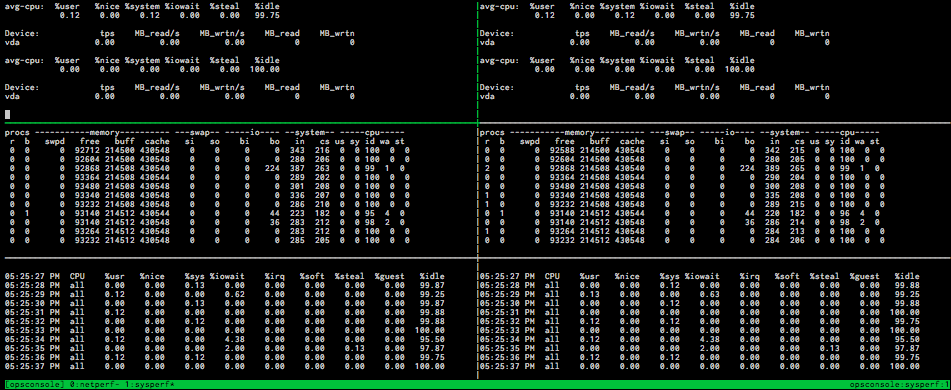 avg-cpu: %user %nice %system %iowait %steal %idle
0.12 0.00 0.12 0.00 0.00 99.75
Device: tps MB_read/s MB_wrtn/s MB_read MB_wrtn
vda 0.00 0.00 0.00 0 0
avg-cpu: %user %nice %system %iowait %steal %idle
0.00 0.00 0.00 0.00 0.00 100.00
Device: tps MB_read/s MB_wrtn/s MB_read MB_wrtn
vda 0.00 0.00 0.00 0 0
avg-cpu: %user %nice %system %iowait %steal %idle
0.12 0.00 0.12 0.00 0.00 99.75
Device: tps MB_read/s MB_wrtn/s MB_read MB_wrtn
vda 0.00 0.00 0.00 0 0
avg-cpu: %user %nice %system %iowait %steal %idle
0.00 0.00 0.00 0.00 0.00 100.00
Device: tps MB_read/s MB_wrtn/s MB_read MB_wrtn
vda 0.00 0.00 0.00 0 0
procs -----------memory---------- ---swap-- -----io---- --system-- -----cpu-----
r b swpd free buff cache si so bi bo in cs us sy id wa st
0 0 0 92712 214500 430548 0 0 0 0 343 216 0 0 100 0 0
0 0 0 92604 214500 430548 0 0 0 0 280 206 0 0 100 0 0
0 0 0 92868 214508 430540 0 0 0 224 387 263 0 0 99 1 0
0 0 0 93364 214508 430544 0 0 0 0 289 202 0 0 100 0 0
0 0 0 93480 214508 430548 0 0 0 0 301 208 0 0 100 0 0
0 0 0 93340 214508 430548 0 0 0 0 336 207 0 0 100 0 0
0 0 0 93232 214508 430548 0 0 0 0 286 210 0 0 100 0 0
0 1 0 93140 214512 430544 0 0 0 44 223 182 0 0 95 4 0
0 0 0 93140 214512 430548 0 0 0 36 283 212 0 0 98 2 0
0 0 0 93264 214512 430548 0 0 0 0 283 212 0 0 100 0 0
0 0 0 93232 214512 430548 0 0 0 0 285 205 0 0 100 0 0
procs -----------memory---------- ---swap-- -----io---- --system-- -----cpu-----
r b swpd free buff cache si so bi bo in cs us sy id wa st
0 0 0 92588 214500 430548 0 0 0 0 342 215 0 0 100 0 0
2 0 0 92604 214500 430548 0 0 0 0 280 206 0 0 100 0 0
2 0 0 92868 214508 430540 0 0 0 224 389 265 0 0 99 1 0
0 0 0 93364 214508 430544 0 0 0 0 290 204 0 0 100 0 0
0 0 0 93480 214508 430548 0 0 0 0 300 208 0 0 100 0 0
1 0 0 93340 214508 430548 0 0 0 0 335 208 0 0 100 0 0
1 0 0 93232 214508 430548 0 0 0 0 289 215 0 0 100 0 0
0 1 0 93140 214512 430544 0 0 0 44 220 182 0 0 96 4 0
0 0 0 93140 214512 430548 0 0 0 36 286 214 0 0 98 2 0
1 0 0 93264 214512 430548 0 0 0 0 284 213 0 0 100 0 0
0 0 0 93232 214512 430548 0 0 0 0 284 206 0 0 100 0 0
05:25:27 PM CPU %usr %nice %sys %iowait %irq %soft %steal %guest %idle
05:25:28 PM all 0.00 0.00 0.13 0.00 0.00 0.00 0.00 0.00 99.87
05:25:29 PM all 0.12 0.00 0.00 0.62 0.00 0.00 0.00 0.00 99.25
05:25:30 PM all 0.00 0.00 0.13 0.00 0.00 0.00 0.00 0.00 99.88
05:25:31 PM all 0.12 0.00 0.00 0.00 0.00 0.00 0.00 0.00 99.88
05:25:32 PM all 0.00 0.00 0.12 0.00 0.00 0.00 0.00 0.00 99.88
05:25:33 PM all 0.00 0.00 0.00 0.00 0.00 0.00 0.00 0.00 100.00
05:25:34 PM all 0.12 0.00 0.00 4.38 0.00 0.00 0.00 0.00 95.50
05:25:35 PM all 0.00 0.00 0.00 2.00 0.00 0.00 0.13 0.00 97.87
05:25:36 PM all 0.12 0.00 0.12 0.00 0.00 0.00 0.00 0.00 99.75
05:25:37 PM all 0.00 0.00 0.00 0.00 0.00 0.00 0.00 0.00 100.00
05:25:27 PM CPU %usr %nice %sys %iowait %irq %soft %steal %guest %idle
05:25:28 PM all 0.00 0.00 0.12 0.00 0.00 0.00 0.00 0.00 99.88
05:25:29 PM all 0.13 0.00 0.00 0.63 0.00 0.00 0.00 0.00 99.25
05:25:30 PM all 0.00 0.00 0.12 0.00 0.00 0.00 0.00 0.00 99.88
05:25:31 PM all 0.00 0.00 0.00 0.00 0.00 0.00 0.00 0.00 100.00
05:25:32 PM all 0.12 0.00 0.12 0.00 0.00 0.00 0.00 0.00 99.75
05:25:33 PM all 0.00 0.00 0.00 0.00 0.00 0.00 0.00 0.00 100.00
05:25:34 PM all 0.12 0.00 0.00 4.38 0.00 0.00 0.00 0.00 95.50
05:25:35 PM all 0.00 0.00 0.00 2.00 0.00 0.00 0.13 0.00 97.87
05:25:36 PM all 0.12 0.00 0.12 0.00 0.00 0.00 0.00 0.00 99.75
05:25:37 PM all 0.00 0.00 0.00 0.00 0.00 0.00 0.00 0.00 100.00
[opsconsole] 0:netperf- 1:sysperf* opsconsole:sysperf:1